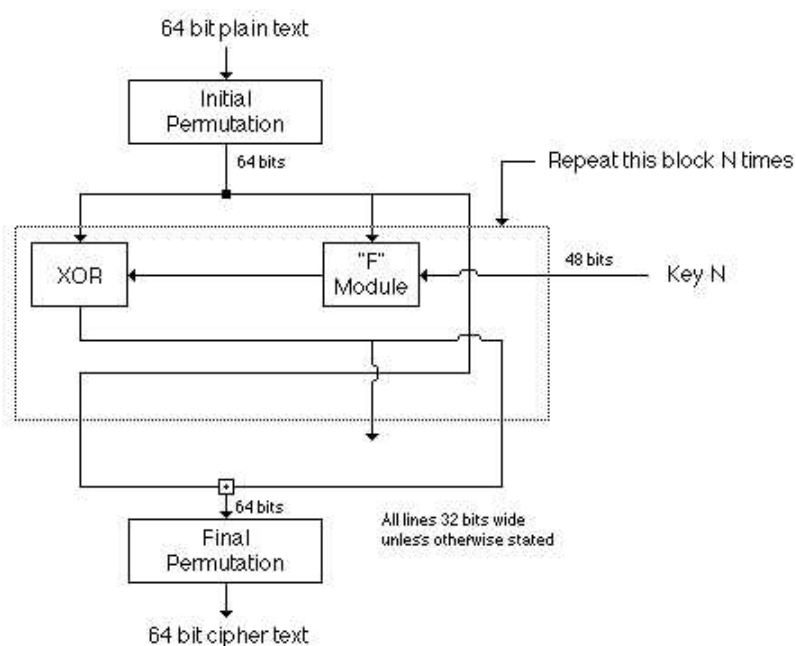 64 bit plain text
Initial
Permutation
64 bits
Repeat this block N times
XOR
"F"
Module
48 bits
Key N
64 bits
All lines 32 bits wide
unless otherwise stated
Final
Permutation
64 bit cipher text